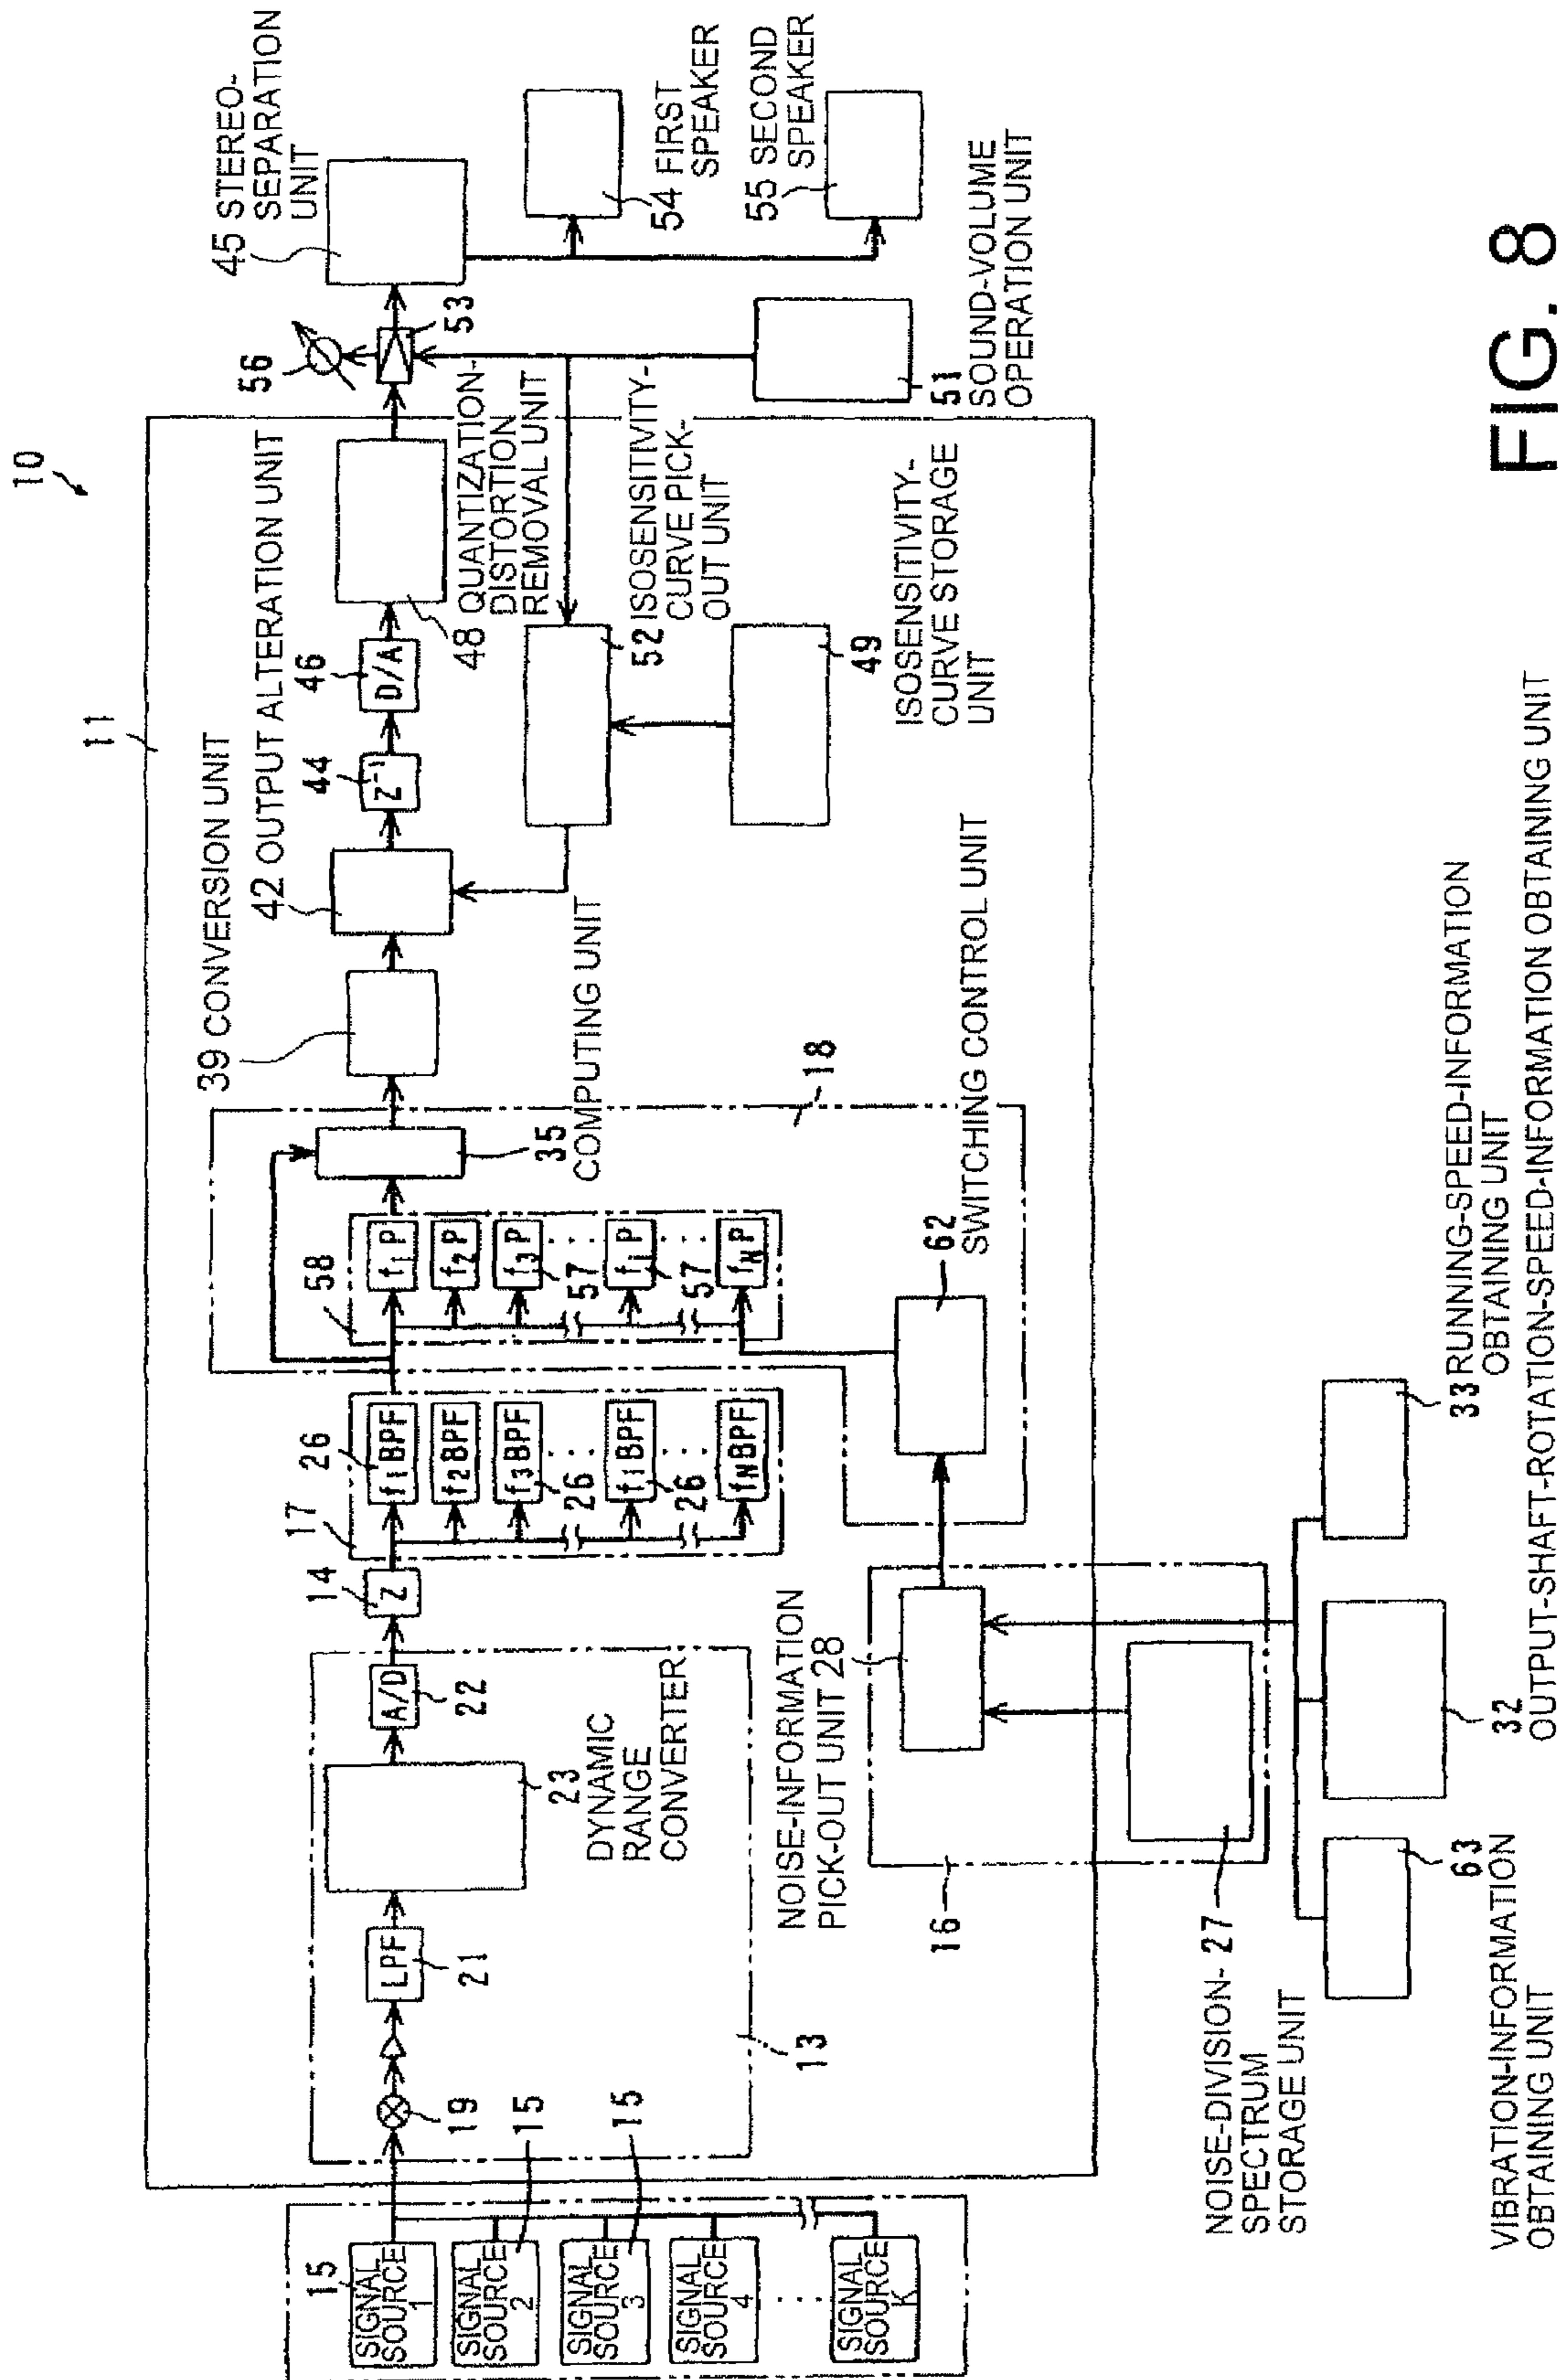 10
11
SIGNAL
SOURCE
1
15
SIGNAL
SOURCE
2
15
SIGNAL
SOURCE
3
15
SIGNAL
SOURCE
4
. . .
SIGNAL
SOURCE
K
19
LPF
21
23
DYNAMIC
RANGE
CONVERTER
A/D
22
13
14
Z
17
26
f1BPF
f2BPF
f3BPF
26
. . .
f1BPF
26
. . .
fNBPF
58
f1P
f2P
f3P
57
. . .
fiP
57
. . .
fNP
35
COMPUTING UNIT
18
62
SWITCHING CONTROL UNIT
39 CONVERSION UNIT
42 OUTPUT ALTERATION UNIT
44
Z-1
46
D/A
48 QUANTIZATION-
DISTORTION
REMOVAL UNIT
52 ISOSENSITIVITY-
CURVE PICK-
OUT UNIT
49
ISOSENSITIVITY-
CURVE STORAGE
UNIT
56
53
45 STEREO-
SEPARATION
UNIT
54 FIRST
SPEAKER
55 SECOND
SPEAKER
51
SOUND-VOLUME
OPERATION UNIT
NOISE-INFORMATION
PICK-OUT UNIT 28
16
NOISE-DIVISION- 27
SPECTRUM
STORAGE UNIT
63
VIBRATION-INFORMATION
OBTAINING UNIT
32
OUTPUT-SHAFT-ROTATION-SPEED-INFORMATION OBTAINING UNIT
33 RUNNING-SPEED-INFORMATION
OBTAINING UNIT
FIG. 8